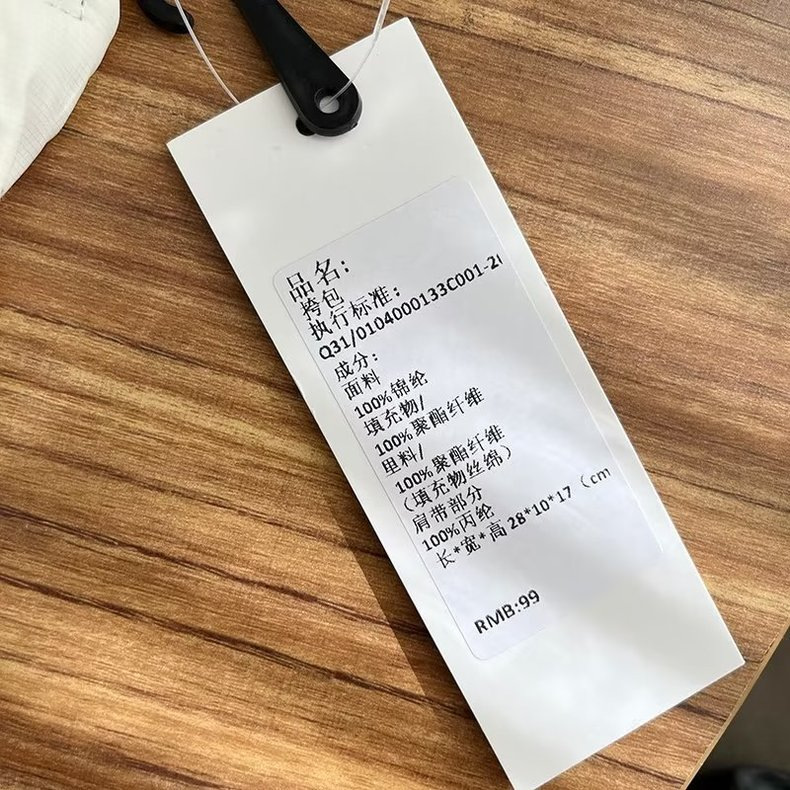 品名：
挎包
执行标准：
Q31/0104000133C001-20
成分：
面料
100%锦纶
填充物/
100%聚酯纤维
里料/
100%聚酯纤维
（填充物丝绵）
肩带部分
100%丙纶
长*宽*高 28*10*17（cm
RMB:99